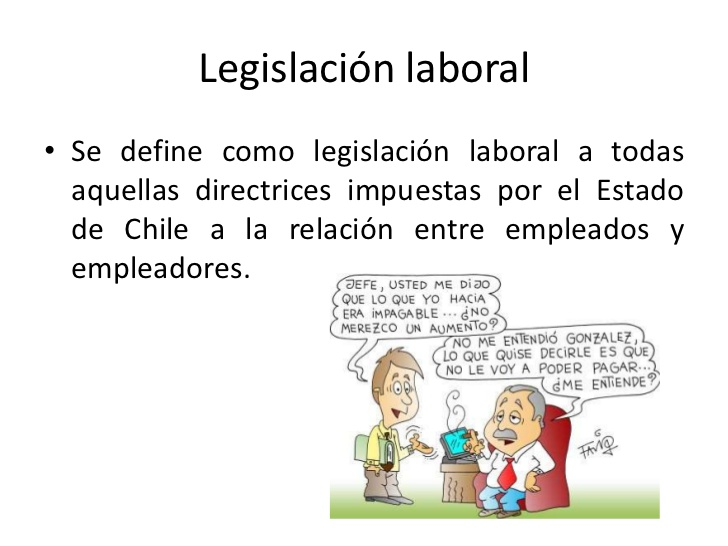 Legislación laboral
• Se define como legislación laboral a todas
aquellas directrices impuestas por el Estado
de Chile a la relación entre empleados y
empleadores.
JEFE, USTED ME DIJO
QUE LO QUE YO HACIA
ERA IMPAGABLE... ¿NO
MEREZCO UN AUMENTO?
NO ME ENTENDIÓ GONZALEZ,
LO QUE QUISE DECIRLE ES QUE
NO LE VOY A PODER PAGAR...
¿ME ENTIENDE?